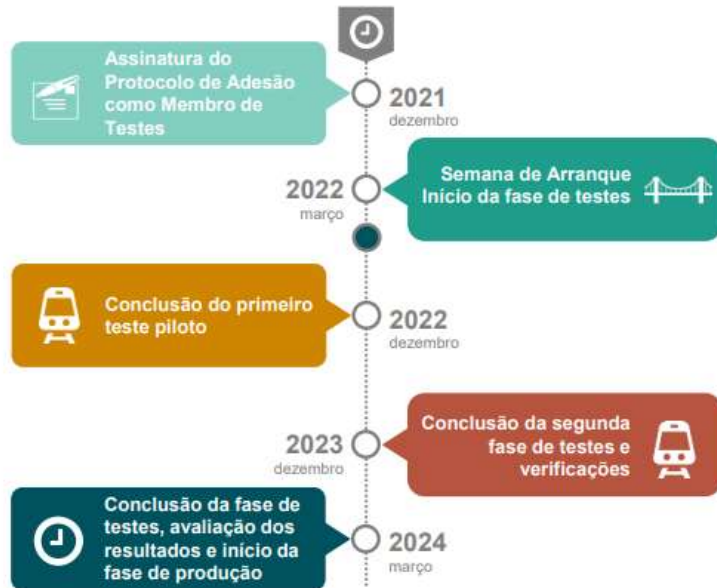 Assinatura do
Protocolo de Adesão
como Membro de
Testes
2021
dezembro
2022
março
Semana de Arranque
Início da fase de testes
Conclusão do primeiro
teste piloto
2022
dezembro
2023
dezembro
Conclusão da segunda
fase de testes e
verificações
Conclusão da fase de
testes, avaliação dos
resultados e início da
fase de produção
2024
março